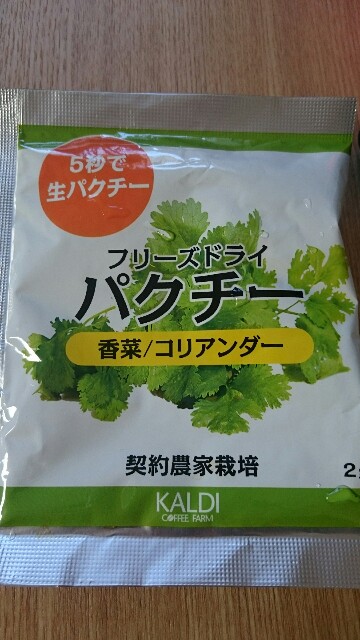 5秒で
生パクチー
フリーズドライ
パクチー
香菜/コリアンダー
契約農家栽培
2
KALDI
COFFEE FARM